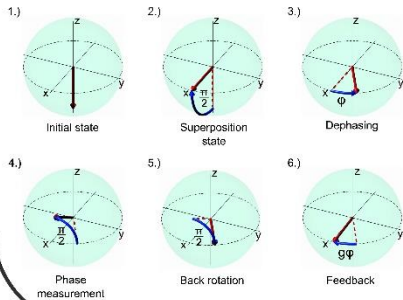 1.)
z
x
y
Initial state
2.)
z
x
y
π/2
Superposition
state
3.)
z
x
y
φ
Dephasing
4.)
z
x
y
π/2
Phase
measurement
5.)
z
x
y
π/2
Back rotation
6.)
z
x
y
gφ
Feedback